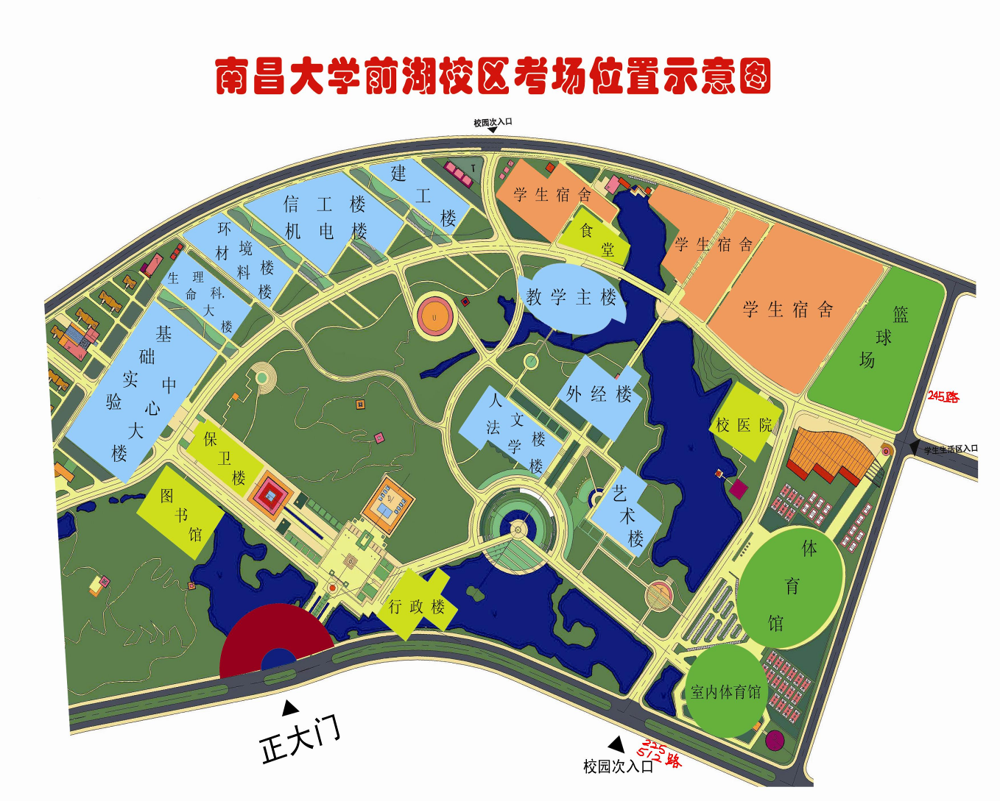 南昌大学前湖校区考场位置示意图
校园次入口
建工楼
信工楼
机电楼
环境楼
材料楼
生命科.大楼
理
基础实验中心大楼
学生宿舍
食堂
学生宿舍
学生宿舍
篮球场
教学主楼
外经楼
人文楼
法学楼
校医院
245路
学生生活区入口
保卫楼
图书馆
艺术楼
体育馆
行政楼
室内体育馆
正大门
225
512路
校园次入口